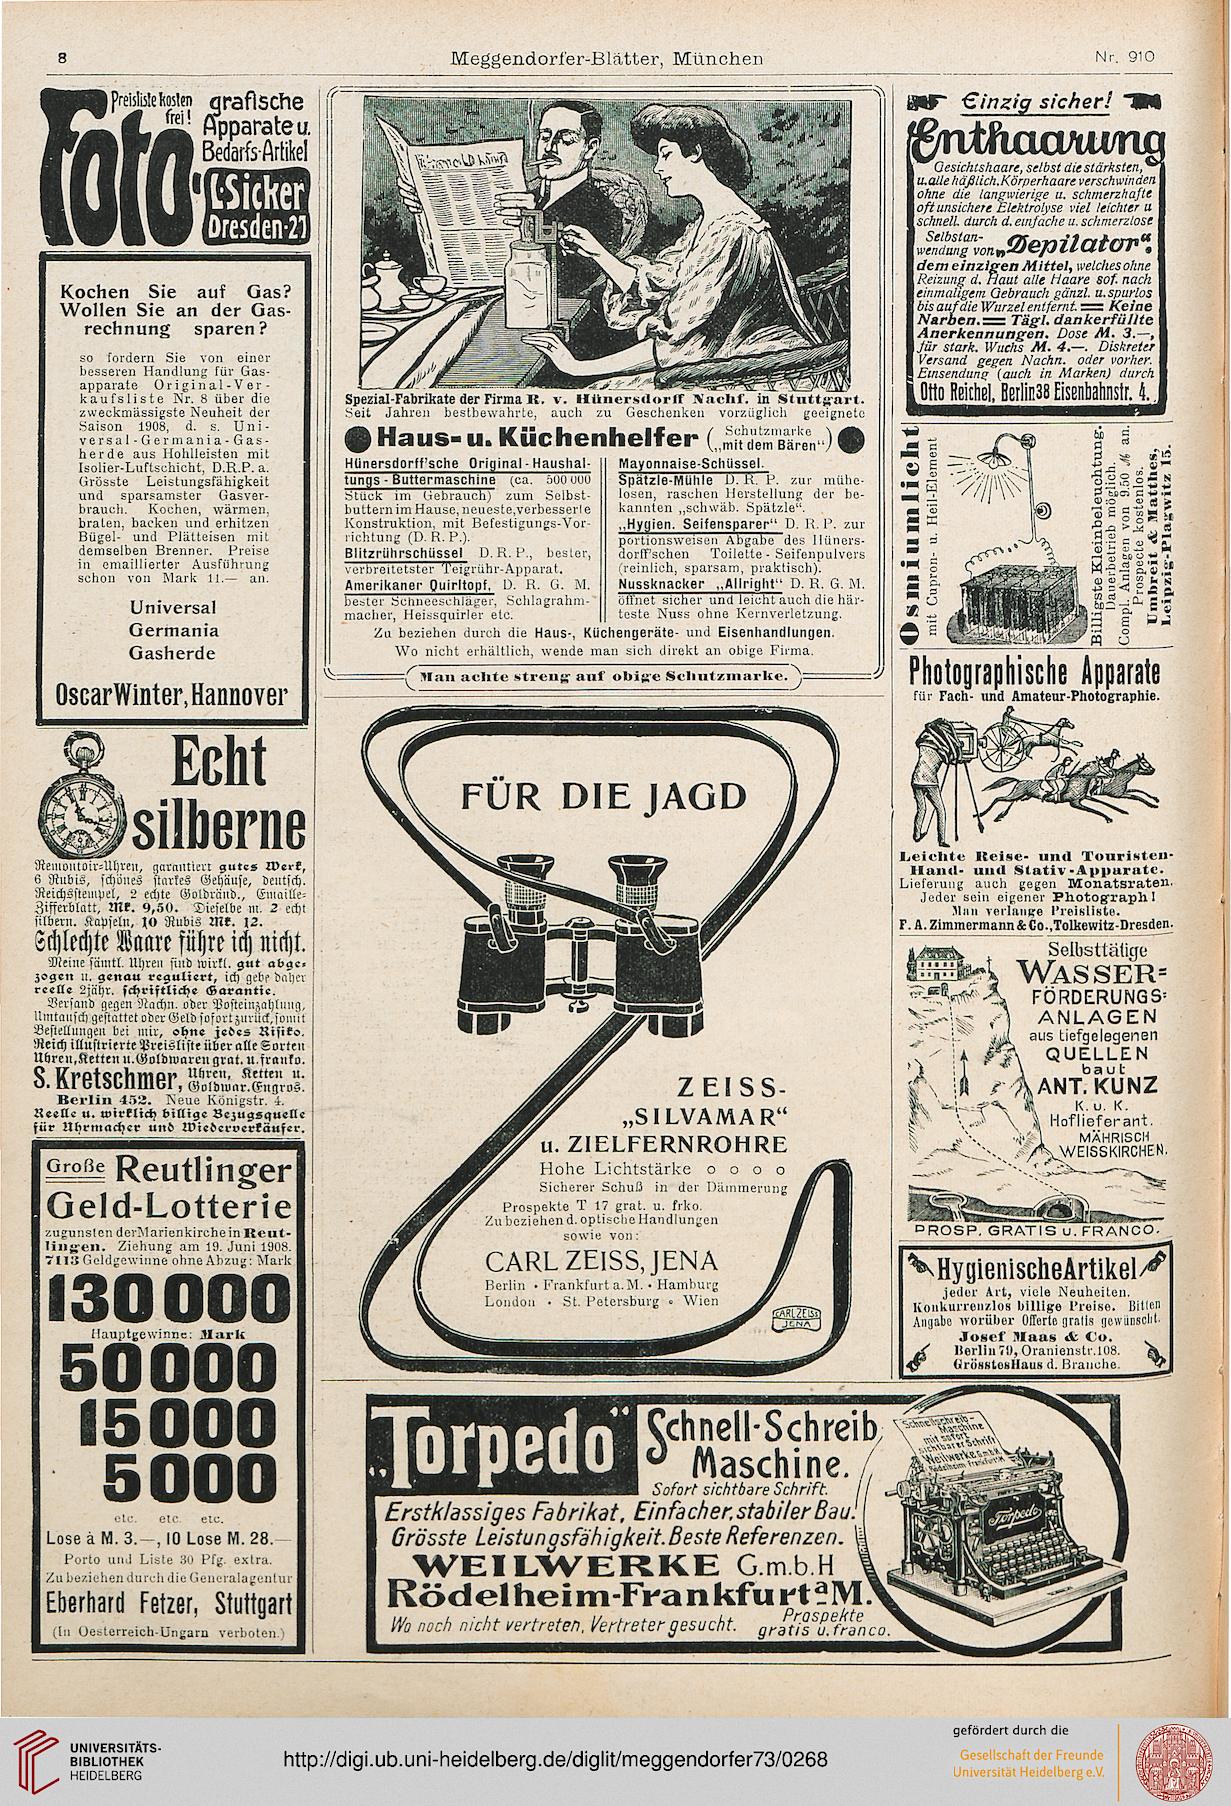 8
Meggendorfer-Blätter, München
Nr. 910
Preisliste kosten
frei!
Foto-
grafische
Apparate u.
Bedarfs-Artikel
L. Sicker
Dresden-27
Kochen Sie auf Gas?
Wollen Sie an der Gas-
rechnung sparen?
so fordern Sie von einer
besseren Handlung für Gas-
apparate Original-Ver-
kaufsliste Nr. 8 über die
zweckmässigste Neuheit der
Saison 1908, d. s. Uni-
versal-Germania-Gas-
herde aus Hohlleisten mit
Isolier-Luftschicht, D.R.P. a.
Grösste Leistungsfähigkeit
und sparsamster Gasver-
brauch. Kochen, wärmen,
braten, backen und erhitzen
Bügel- und Plätteisen mit
demselben Brenner. Preise
in emaillierter Ausführung
schon von Mark 11.— an.
Universal
Germania
Gasherde
Oscar Winter, Hannover
Echt
silberne
Remontoir-Uhren, garantiert gutes Werk,
6 Rubis, schönes starkes Gehäuse, deutsch.
Reichsstempel, 2 echte Goldränd., Emaille-
Zifferblatt, Mk. 9,50. Dieselbe m. 2 echt
silbern. Kapseln, 10 Rubis Mk. 12.
Schlechte Waare führe ich nicht.
Meine sämtl. Uhren sind wirkl. gut abge-
zogen u. genau reguliert, ich gebe daher
reelle 2jähr. schriftliche Garantie.
Versand gegen Nachn. oder Posteinzahlung,
Umtausch gestattet oder Geld sofort zurück, somit
Bestellungen bei mir, ohne jedes Risiko.
Reich illustrierte Preisliste über alle Sorten
Uhren, Ketten u. Goldwaren grat. u. franko.
S. Kretschmer, Uhren, Ketten u.
Goldwar. Engros.
Berlin 452. Neue Königstr. 4.
Reelle u. wirklich billige Bezugsquelle
für Uhrmacher und Wiederverkäufer.
Große Reutlinger
Geld-Lotterie
zugunsten der Marienkirche in Reut-
lingen. Ziehung am 19. Juni 1908.
7113 Geldgewinne ohne Abzug: Mark
130 000
Hauptgewinne: Mark
50 000
15 000
5 000
etc. etc. etc.
Lose à M. 3.—, 10 Lose M. 28.—
Porto und Liste 30 Pfg. extra.
Zu beziehen durch die Generalagentur
Eberhard Fetzer, Stuttgart
(In Oesterreich-Ungarn verboten.)
Spezial-Fabrikate der Firma R. v. Hünersdorff Nachf. in Stuttgart.
Seit Jahren bestbewährte, auch zu Geschenken vorzüglich geeignete
Haus- u. Küchenhelfer (Schutzmarke
„mit dem Bären“)
Hünersdorff'sche Original-Haushal-
tungs-Buttermaschine (ca. 500 000
Stück im Gebrauch) zum Selbst-
buttern im Hause, neueste, verbesserte
Konstruktion, mit Befestigungs-Vor-
richtung (D. R. P.).
Blitzrührschüssel D. R. P., bester,
verbreitetster Teigrühr-Apparat.
Amerikaner Quirltopf, D. R. G. M.
bester Schneeschläger, Schlagrahm-
macher, Heissquirler etc.
Mayonnaise-Schüssel.
Spätzle-Mühle D. R. P. zur mühe-
losen, raschen Herstellung der be-
kannten „schwäb. Spätzle“.
„Hygien. Seifensparer“ D. R. P. zur
portionsweisen Abgabe des Hüners-
dorff'schen Toilette-Seifenpulvers
(reinlich, sparsam, praktisch).
Nussknacker „Allright“ D. R. G. M.
öffnet sicher und leicht auch die här-
teste Nuss ohne Kernverletzung.
Zu beziehen durch die Haus-, Küchengeräte- und Eisenhandlungen.
Wo nicht erhältlich, wende man sich direkt an obige Firma.
Man achte streng auf obige Schutzmarke.
FÜR DIE JAGD
ZEISS-
„SILVAMAR“
u. ZIELFERNROHRE
Hohe Lichtstärke o o o o
Sicherer Schuß in der Dämmerung
Prospekte T 17 grat. u. frko.
Zu beziehen d. optische Handlungen
sowie von:
CARL ZEISS, JENA
Berlin • Frankfurt a. M. • Hamburg
London • St. Petersburg • Wien
CARL ZEISS
JENA
„Torpedo“ Schnell-Schreib
Maschine.
Sofort sichtbare Schrift.
Erstklassiges Fabrikat, Einfacher, stabiler Bau.
Grösste Leistungsfähigkeit. Beste Referenzen.
WEILWERKE G.m.b.H
Rödelheim-Frankfurt a M.
Wo noch nicht vertreten, Vertreter gesucht.
Prospekte
gratis u. franco.
Schnellschreib-
Maschine
mit sofort
sichtbarer Schrift
Weilwerke G.m.b.H
Rödelheim Frankfurt M
Torpedo
Einzig sicher!
Enthaarung
Gesichtshaare, selbst die stärksten,
u. alle häßlich. Körperhaare verschwinden
ohne die langwierige u. schmerzhafte
oft unsichere Elektrolyse viel leichter u
schnell. durch d. einfache u. schmerzlose
Selbstan-
wendung von „Depilator“
dem einzigen Mittel, welches ohne
Reizung d. Haut alle Haare sof. nach
einmaligem Gebrauch gänzl. u. spurlos
bis auf die Wurzel entfernt. Keine
Narben. Tägl. dankerfüllte
Anerkennungen. Dose M. 3.—,
für stark. Wuchs M. 4.—. Diskreter
Versand gegen Nachn. oder vorher.
Einsendung (auch in Marken) durch
Otto Reichel, Berlin 38 Eisenbahnstr. 4.
Osmiumlicht
mit Cupron- u. Heil-Element
Billigste Kleinbeleuchtung.
Dauerbetrieb möglich.
Compl. Anlagen von 9.50 M an.
Prospecte kostenlos.
Umbreit & Matthes,
Leipzig-Plagwitz 15.
Photographische Apparate
für Fach- und Amateur-Photographie.
Leichte Reise- und Touristen-
Hand- und Stativ-Apparate.
Lieferung auch gegen Monatsraten.
Jeder sein eigener Photograph!
Man verlange Preisliste.
F. A. Zimmermann & Co., Tolkewitz-Dresden.
Selbsttätige
WASSER-
FÖRDERUNGS-
ANLAGEN
aus tiefgelegenen
QUELLEN
baut
ANT. KUNZ
K. u. K.
Hoflieferant.
MÄHRISCH
WEISSKIRCHEN.
PROSP. GRATIS u. FRANCO.
Hygienische Artikel
jeder Art, viele Neuheiten.
Konkurrenzlos billige Preise. Bitten
Angabe worüber Offerte gratis gewünscht.
Josef Maas & Co.
Berlin 79, Oranienstr. 108.
Grösstes Haus d. Branche.
UNIVERSITÄTS-
BIBLIOTHEK
HEIDELBERG
http://digi.ub.uni-heidelberg.de/diglit/meggendorfer73/0268
gefördert durch die
Gesellschaft der Freunde
Universität Heidelberg e.V.